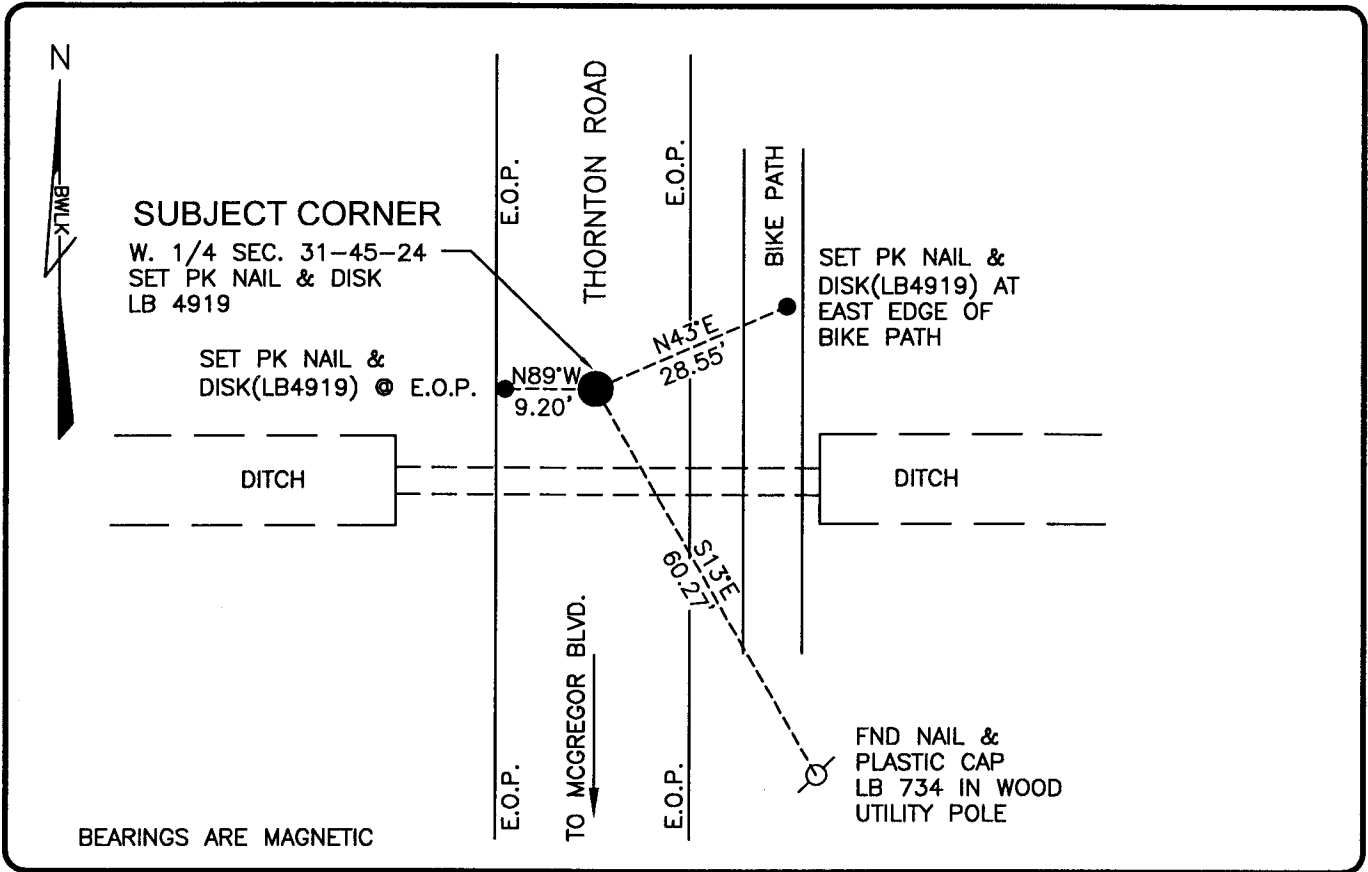 N
BWLK
SUBJECT CORNER
W. 1/4 SEC. 31-45-24
SET PK NAIL & DISK
LB 4919
SET PK NAIL &
DISK(LB4919) @ E.O.P.
N89°W
9.20'
E.O.P.
THORNTON ROAD
E.O.P.
BIKE PATH
N43°E
28.55'
SET PK NAIL &
DISK(LB4919) AT
EAST EDGE OF
BIKE PATH
DITCH
DITCH
S13°E
60.27'
E.O.P.
TO MCGREGOR BLVD.
E.O.P.
FND NAIL &
PLASTIC CAP
LB 734 IN WOOD
UTILITY POLE
BEARINGS ARE MAGNETIC